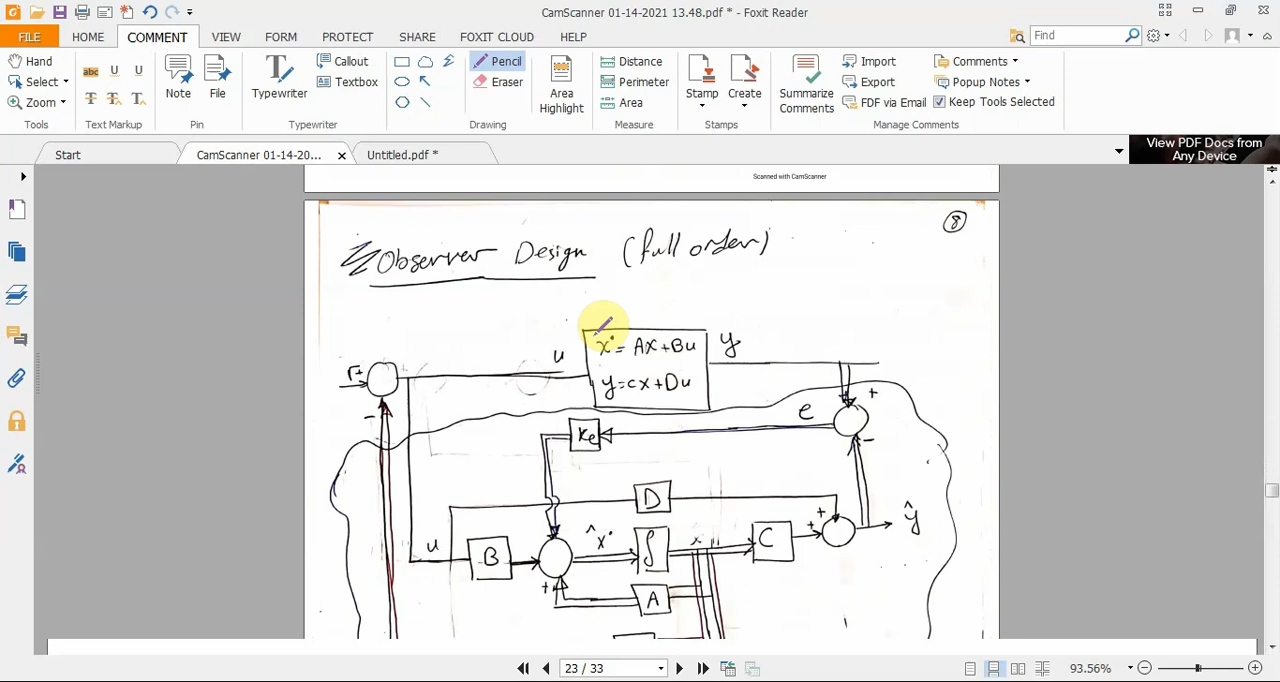 CamScanner 01-14-2021 13.48.pdf * - Foxit Reader
FILE HOME COMMENT VIEW FORM PROTECT SHARE FOXIT CLOUD HELP
Find
Hand
Select
Zoom
Tools
abc U U
T T T
Text Markup
Note
File
Pin
Typewriter
Callout
Textbox
Typewriter
Pencil
Eraser
Drawing
Area Highlight
Distance
Perimeter
Area
Measure
Stamp
Create
Stamps
Summarize Comments
Import
Export
FDF via Email
Comments
Popup Notes
Keep Tools Selected
Manage Comments
Start
CamScanner 01-14-20...
Untitled.pdf *
View PDF Docs from
Any Device
Scanned with CamScanner
8
Observer Design (full order)
r +
u
ẋ = Ax + Bu
y = cx + Du
y
-
Ke
e
+
-
D
+
u
B
x̂̇
∫
x
C
+
ŷ
+
A
23 / 33
93.56%